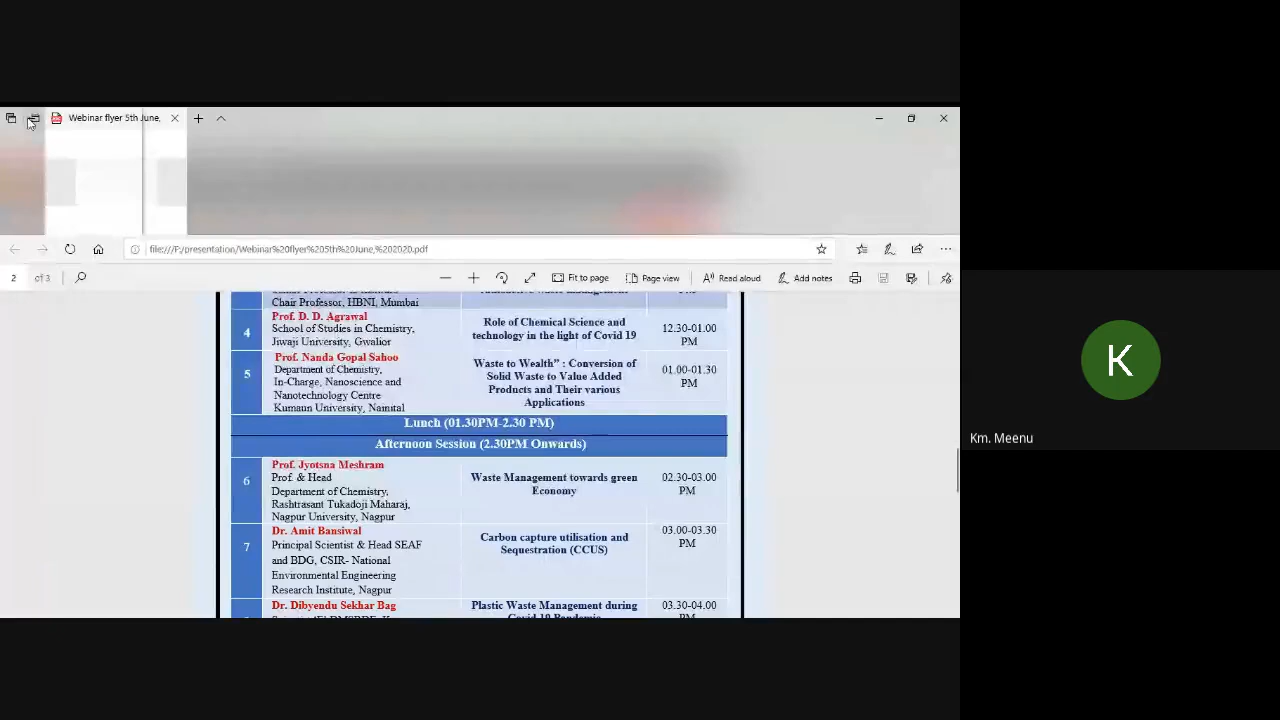 Webinar flyer 5th June,
file:///F:/presentation/Webinar%20flyer%205th%20June,%202020.pdf
2 of 3
Fit to page
Page view
Read aloud
Add notes
Chair Professor, HBNI, Mumbai
4
Prof. D. D. Agrawal
School of Studies in Chemistry,
Jiwaji University, Gwalior
Role of Chemical Science and
technology in the light of Covid 19
12.30-01.00
PM
5
Prof. Nanda Gopal Sahoo
Department of Chemistry,
In-Charge, Nanoscience and
Nanotechnology Centre
Kumaun University, Nainital
Waste to Wealth” : Conversion of
Solid Waste to Value Added
Products and Their various
Applications
01.00-01.30
PM
Lunch (01.30PM-2.30 PM)
Afternoon Session (2.30PM Onwards)
6
Prof. Jyotsna Meshram
Prof. & Head
Department of Chemistry,
Rashtrasant Tukadoji Maharaj,
Nagpur University, Nagpur
Waste Management towards green
Economy
02.30-03.00
PM
7
Dr. Amit Bansiwal
Principal Scientist & Head SEAF
and BDG, CSIR- National
Environmental Engineering
Research Institute, Nagpur
Carbon capture utilisation and
Sequestration (CCUS)
03.00-03.30
PM
Dr. Dibyendu Sekhar Bag
Plastic Waste Management during
Covid 19 Pandemic
03.30-04.00
PM
K
Km. Meenu